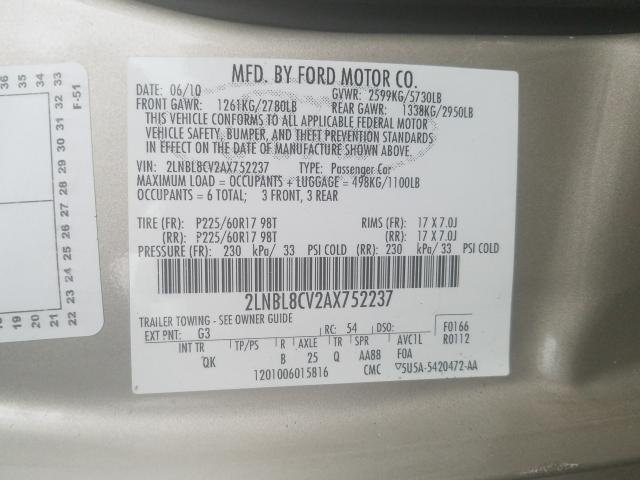 MFD. BY FORD MOTOR CO.
DATE: 06/10 GVWR: 2599KG/5730LB
FRONT GAWR: 1261KG/2780LB REAR GAWR: 1338KG/2950LB
THIS VEHICLE CONFORMS TO ALL APPLICABLE FEDERAL MOTOR
VEHICLE SAFETY, BUMPER, AND THEFT PREVENTION STANDARDS
IN EFFECT ON THE DATE OF MANUFACTURE SHOWN ABOVE.
VIN: 2LNBL8CV2AX752237 TYPE: Passenger Car
MAXIMUM LOAD = OCCUPANTS + LUGGAGE = 498KG/1100LB
OCCUPANTS = 6 TOTAL; 3 FRONT, 3 REAR
TIRE (FR): P225/60R17 98T RIMS (FR): 17 X 7.0J
(RR): P225/60R17 98T (RR): 17 X 7.0J
PRESSURE (FR): 230 kPa/ 33 PSI COLD (RR): 230 kPa/ 33 PSI COLD
2LNBL8CV2AX752237
TRAILER TOWING - SEE OWNER GUIDE
EXT PNT: G3 RC: 54 DSO: F0166
INT TR TP/PS R AXLE TR SPR AVC1L R0112
QK B 25 Q AA88 F0A
1201006015816 CMC ▽5U5A-5420472-AA
36 35 34 33
F-51
32
31
30
29
28
27
26
25
24
23
22
21
20
19
18